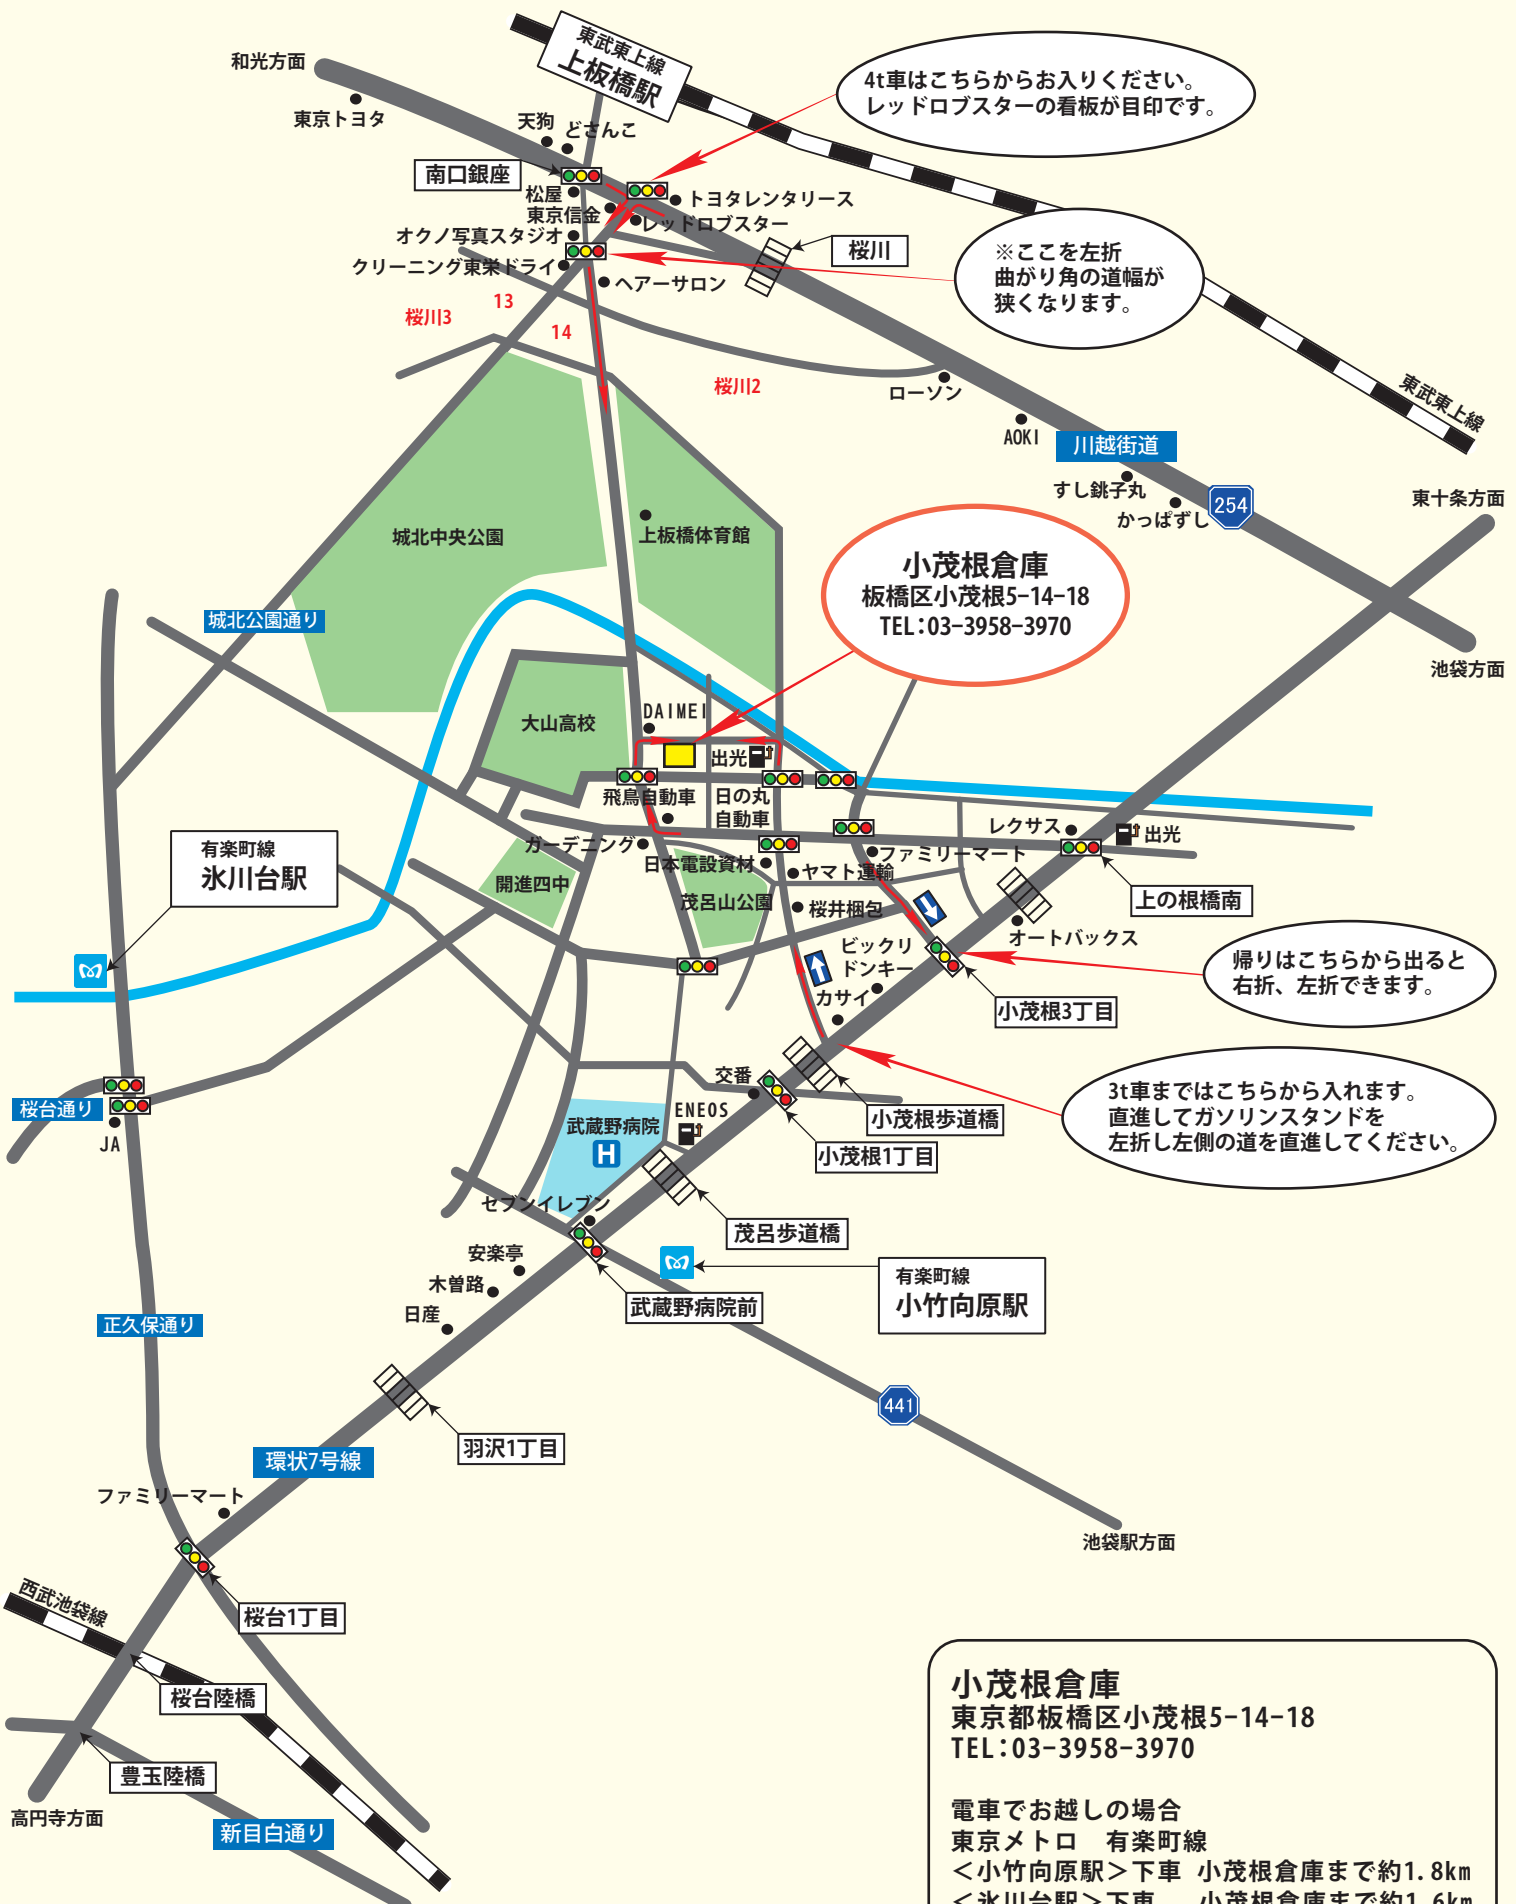 和光方面
東京トヨタ
東武東上線
上板橋駅
4t車はこちらからお入りください。
レッドロブスターの看板が目印です。
天狗
どさんこ
南口銀座
松屋
東京信金
トヨタレンタリース
レッドロブスター
オクノ写真スタジオ
クリーニング東栄ドライ
ヘアーサロン
桜川
※ここを左折
曲がり角の道幅が
狭くなります。
13
桜川3
14
桜川2
ローソン
AOKI
東武東上線
川越街道
すし銚子丸
かっぱずし
254
東十条方面
池袋方面
城北中央公園
上板橋体育館
小茂根倉庫
板橋区小茂根5-14-18
TEL:03-3958-3970
城北公園通り
大山高校
DAIMEI
出光
飛鳥自動車
日の丸
自動車
ガーデニング
日本電設資材
ファミリーマート
レクサス
出光
ヤマト運輸
上の根橋南
有楽町線
氷川台駅
開進四中
茂呂山公園
桜井梱包
オートバックス
ビックリ
ドンキー
カサイ
帰りはこちらから出ると
右折、左折できます。
小茂根3丁目
交番
ENEOS
武蔵野病院
H
小茂根歩道橋
小茂根1丁目
3t車まではこちらから入れます。
直進してガソリンスタンドを
左折し左側の道を直進してください。
桜台通り
JA
セブンイレブン
茂呂歩道橋
安楽亭
木曽路
日産
武蔵野病院前
有楽町線
小竹向原駅
正久保通り
441
羽沢1丁目
環状7号線
ファミリーマート
池袋駅方面
西武池袋線
桜台1丁目
桜台陸橋
豊玉陸橋
高円寺方面
新目白通り
小茂根倉庫
東京都板橋区小茂根5-14-18
TEL:03-3958-3970
電車でお越しの場合
東京メトロ　有楽町線
＜小竹向原駅＞下車 小茂根倉庫まで約1.8km
＜氷川台駅＞下車　 小茂根倉庫まで約1.6km